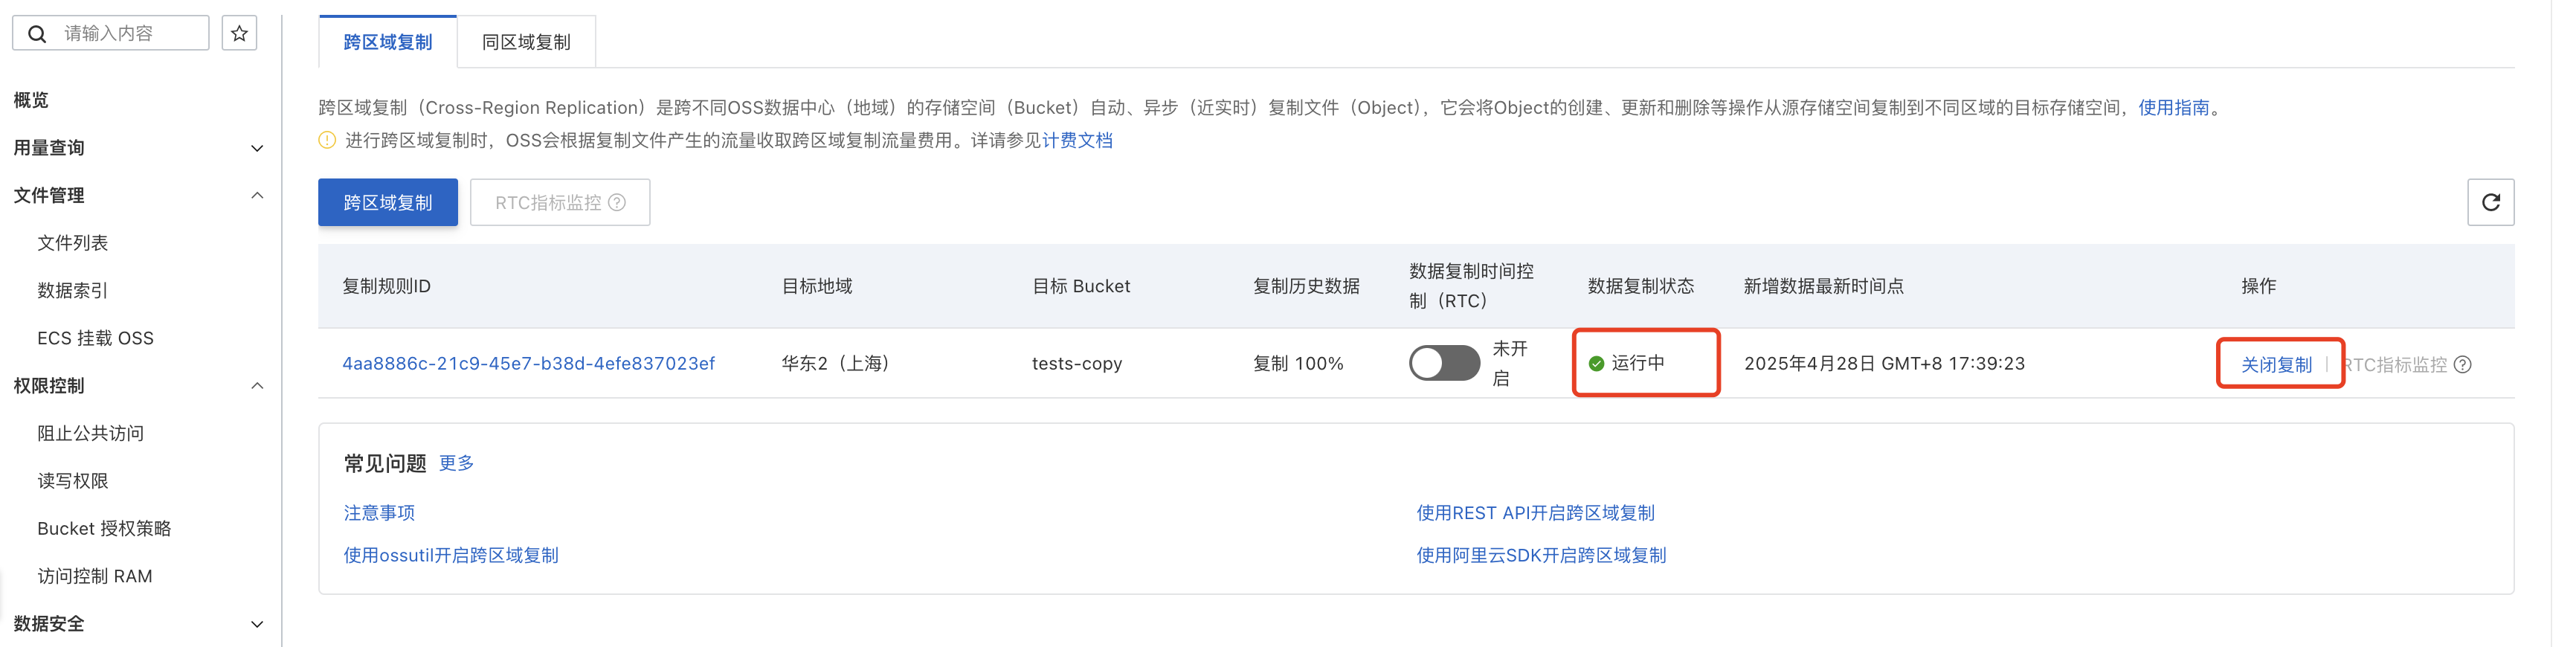 请输入内容
概览
用量查询
文件管理
文件列表
数据索引
ECS 挂载 OSS
权限控制
阻止公共访问
读写权限
Bucket 授权策略
访问控制 RAM
数据安全
跨区域复制
同区域复制
跨区域复制（Cross-Region Replication）是跨不同OSS数据中心（地域）的存储空间（Bucket）自动、异步（近实时）复制文件（Object），它会将Object的创建、更新和删除等操作从源存储空间复制到不同区域的目标存储空间，使用指南。
进行跨区域复制时，OSS会根据复制文件产生的流量收取跨区域复制流量费用。详请参见计费文档
跨区域复制
RTC指标监控
复制规则ID
目标地域
目标 Bucket
复制历史数据
数据复制时间控
制（RTC）
数据复制状态
新增数据最新时间点
操作
4aa8886c-21c9-45e7-b38d-4efe837023ef
华东2（上海）
tests-copy
复制 100%
未开
启
运行中
2025年4月28日 GMT+8 17:39:23
关闭复制
RTC指标监控
常见问题 更多
注意事项
使用REST API开启跨区域复制
使用ossutil开启跨区域复制
使用阿里云SDK开启跨区域复制